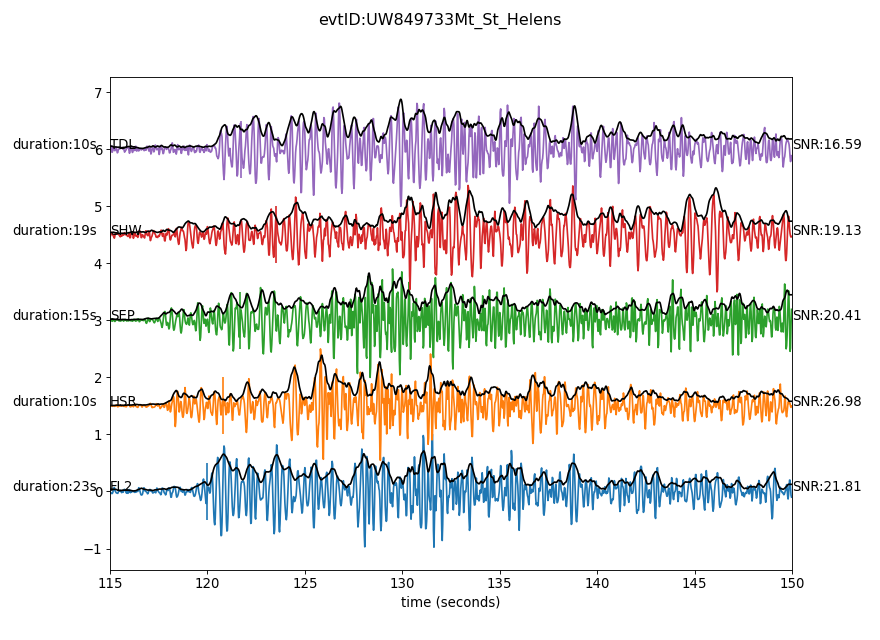 evtID:UW849733Mt_St_Helens
7
duration:10s TDL SNR:16.59
6
5
duration:19s SHW SNR:19.13
4
duration:15s SEP SNR:20.41
3
2
duration:10s HSR SNR:26.98
1
duration:23s EL2 SNR:21.81
0
−1
115 120 125 130 135 140 145 150
time (seconds)